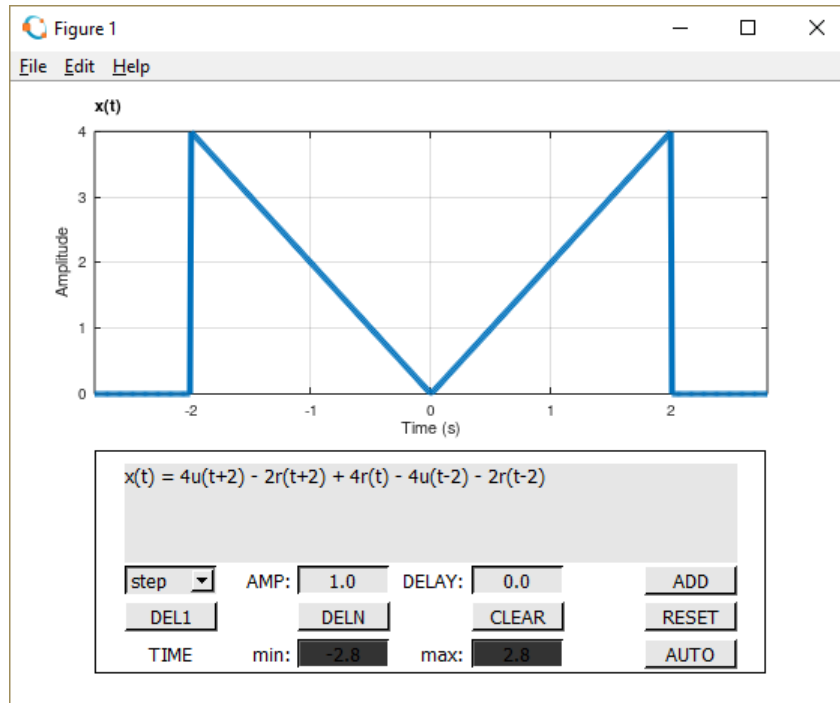 Figure 1
File Edit Help
x(t)
4
3
2
1
0
Amplitude
-2 -1 0 1 2
Time (s)
x(t) = 4u(t+2) - 2r(t+2) + 4r(t) - 4u(t-2) - 2r(t-2)
step AMP: 1.0 DELAY: 0.0 ADD
DEL1 DELN CLEAR RESET
TIME min: -2.8 max: 2.8 AUTO